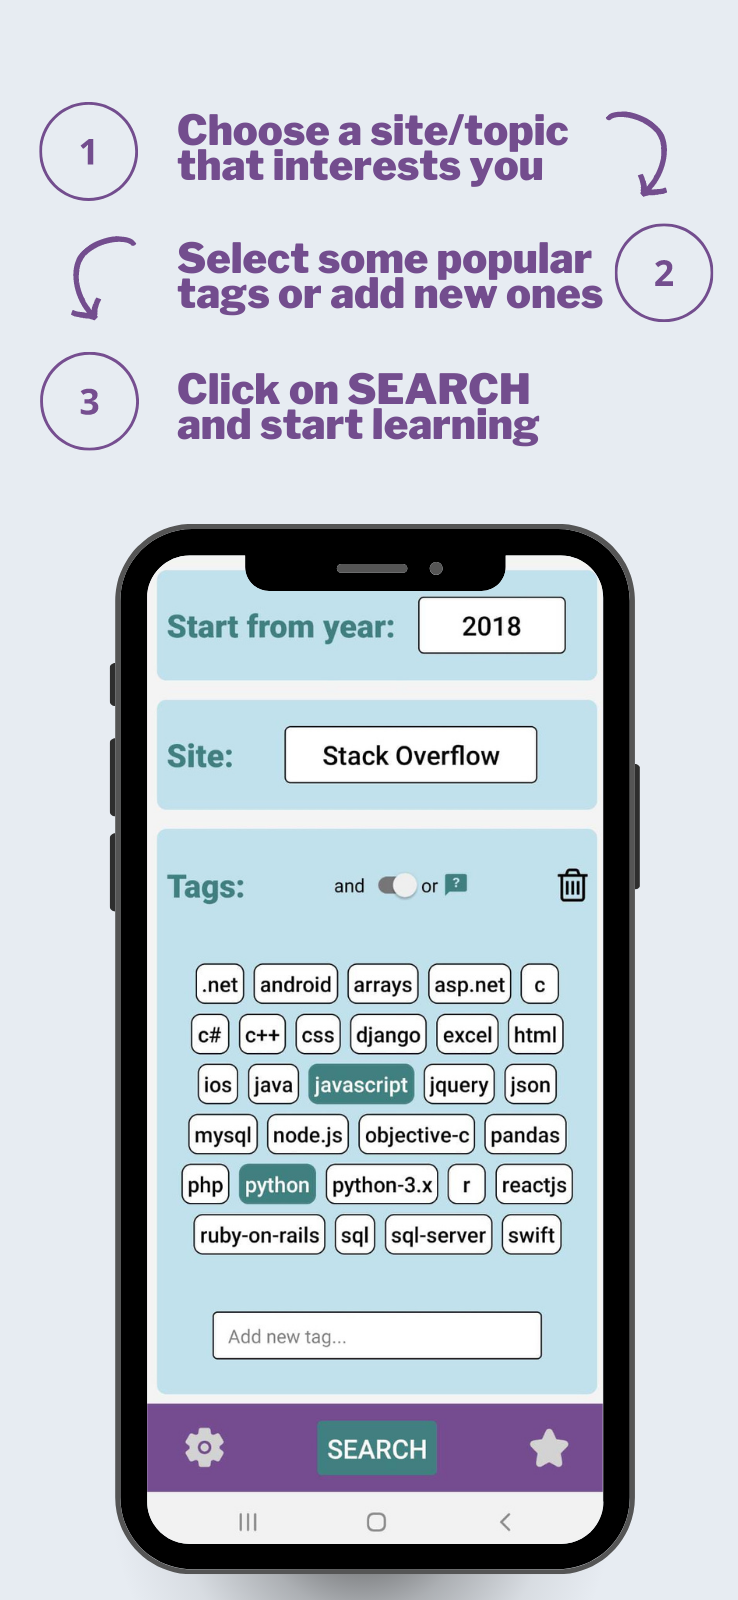 1
Choose a site/topic
that interests you
Select some popular
tags or add new ones
2
3
Click on SEARCH
and start learning
Start from year: 2018
Site: Stack Overflow
Tags: and or ?
.net android arrays asp.net c
c# c++ css django excel html
ios java javascript jquery json
mysql node.js objective-c pandas
php python python-3.x r reactjs
ruby-on-rails sql sql-server swift
Add new tag...
SEARCH